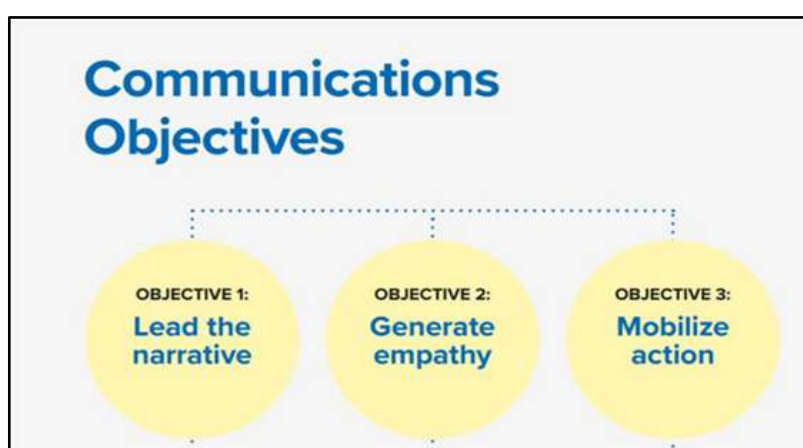 Communications
Objectives
OBJECTIVE 1:
Lead the
narrative
OBJECTIVE 2:
Generate
empathy
OBJECTIVE 3:
Mobilize
action